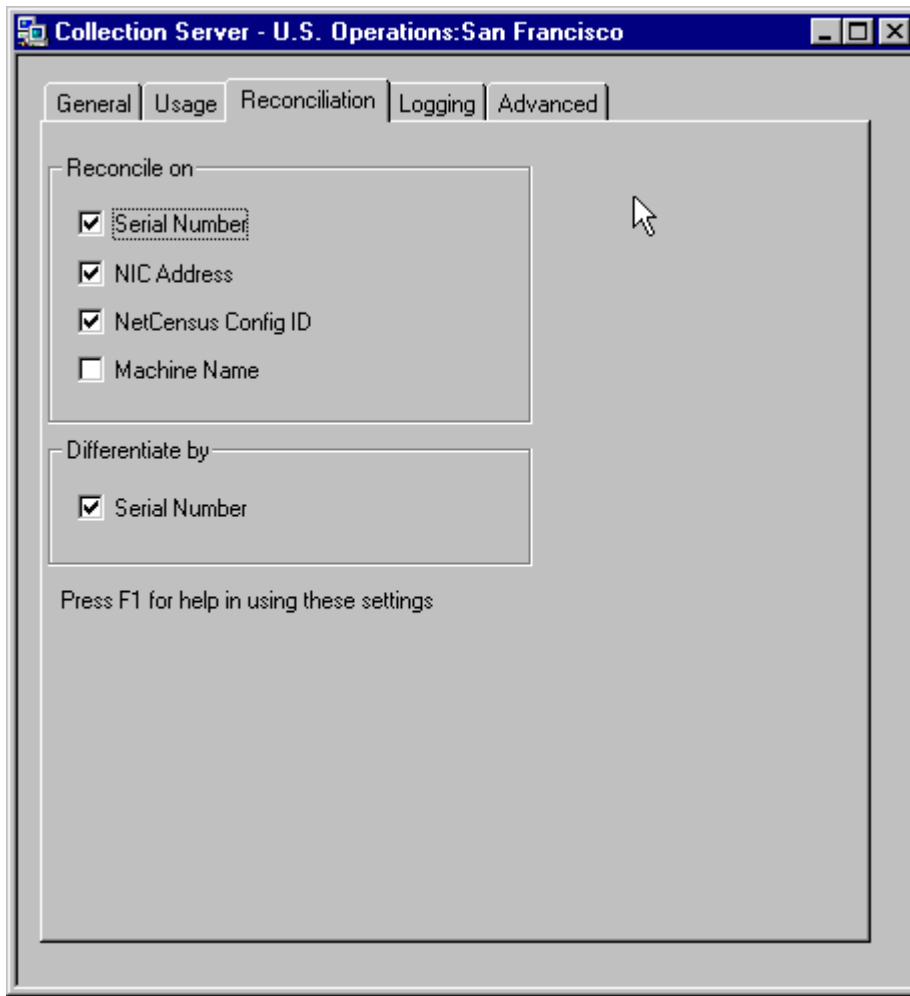 Collection Server - U.S. Operations:San Francisco
General Usage Reconciliation Logging Advanced
Reconcile on
Serial Number
NIC Address
NetCensus Config ID
Machine Name
Differentiate by
Serial Number
Press F1 for help in using these settings